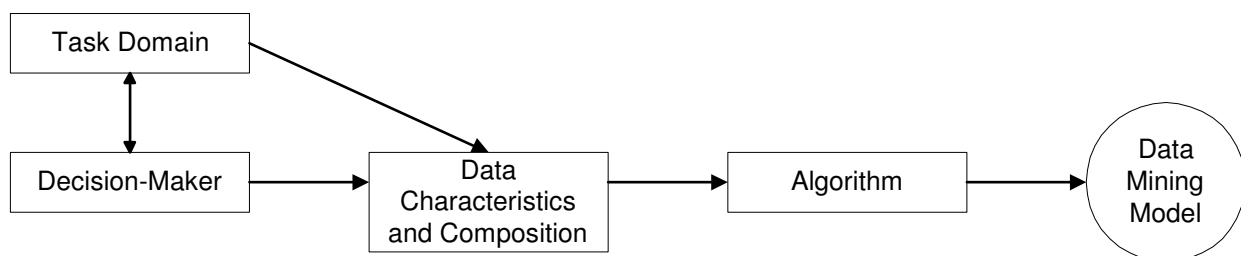 Task Domain
Decision-Maker
Data
Characteristics
and Composition
Algorithm
Data
Mining
Model